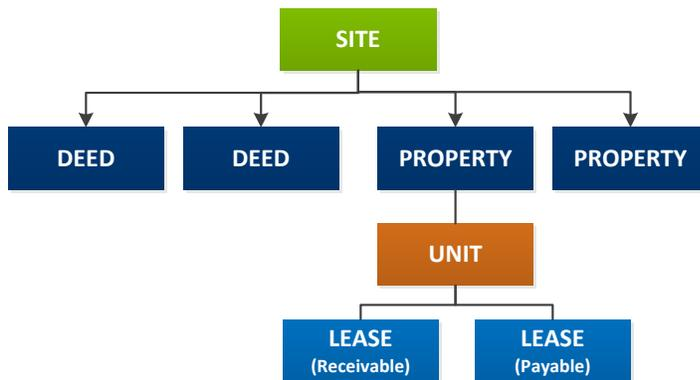 SITE
DEED
DEED
PROPERTY
PROPERTY
UNIT
LEASE
(Receivable)
LEASE
(Payable)